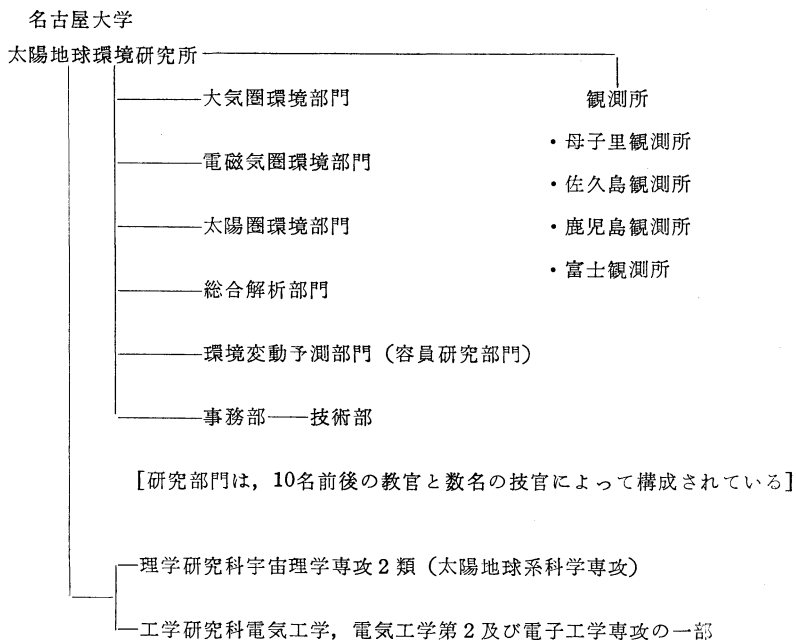 名古屋大学
太陽地球環境研究所
大気圏環境部門
電磁気圏環境部門
太陽圏環境部門
総合解析部門
環境変動予測部門（容員研究部門）
事務部――技術部
観測所
・母子里観測所
・佐久島観測所
・鹿児島観測所
・富士観測所
[研究部門は，10名前後の教官と数名の技官によって構成されている]
理学研究科宇宙理学専攻2類（太陽地球系科学専攻）
工学研究科電気工学，電気工学第2及び電子工学専攻の一部